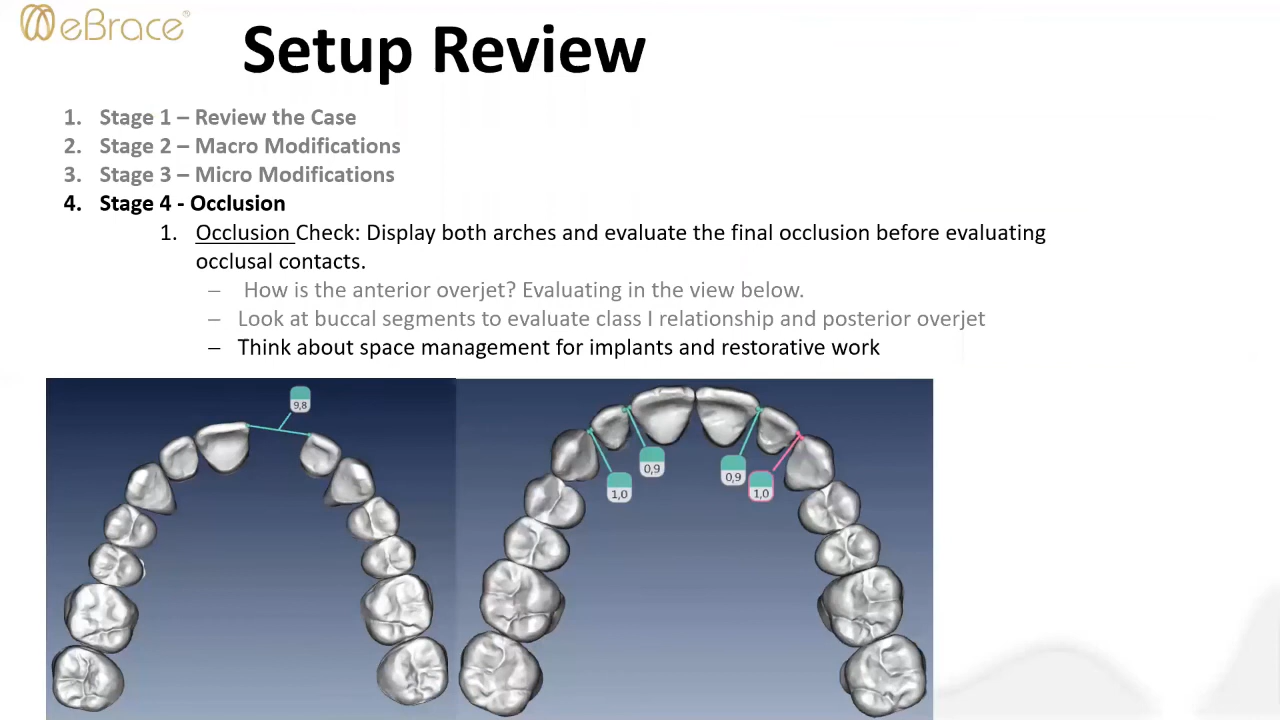 eBrace®
Setup Review
1. Stage 1 – Review the Case
2. Stage 2 – Macro Modifications
3. Stage 3 – Micro Modifications
4. Stage 4 - Occlusion
1. Occlusion Check: Display both arches and evaluate the final occlusion before evaluating
occlusal contacts.
– How is the anterior overjet? Evaluating in the view below.
– Look at buccal segments to evaluate class I relationship and posterior overjet
– Think about space management for implants and restorative work
9,8
0,9
1,0
0,9
1,0